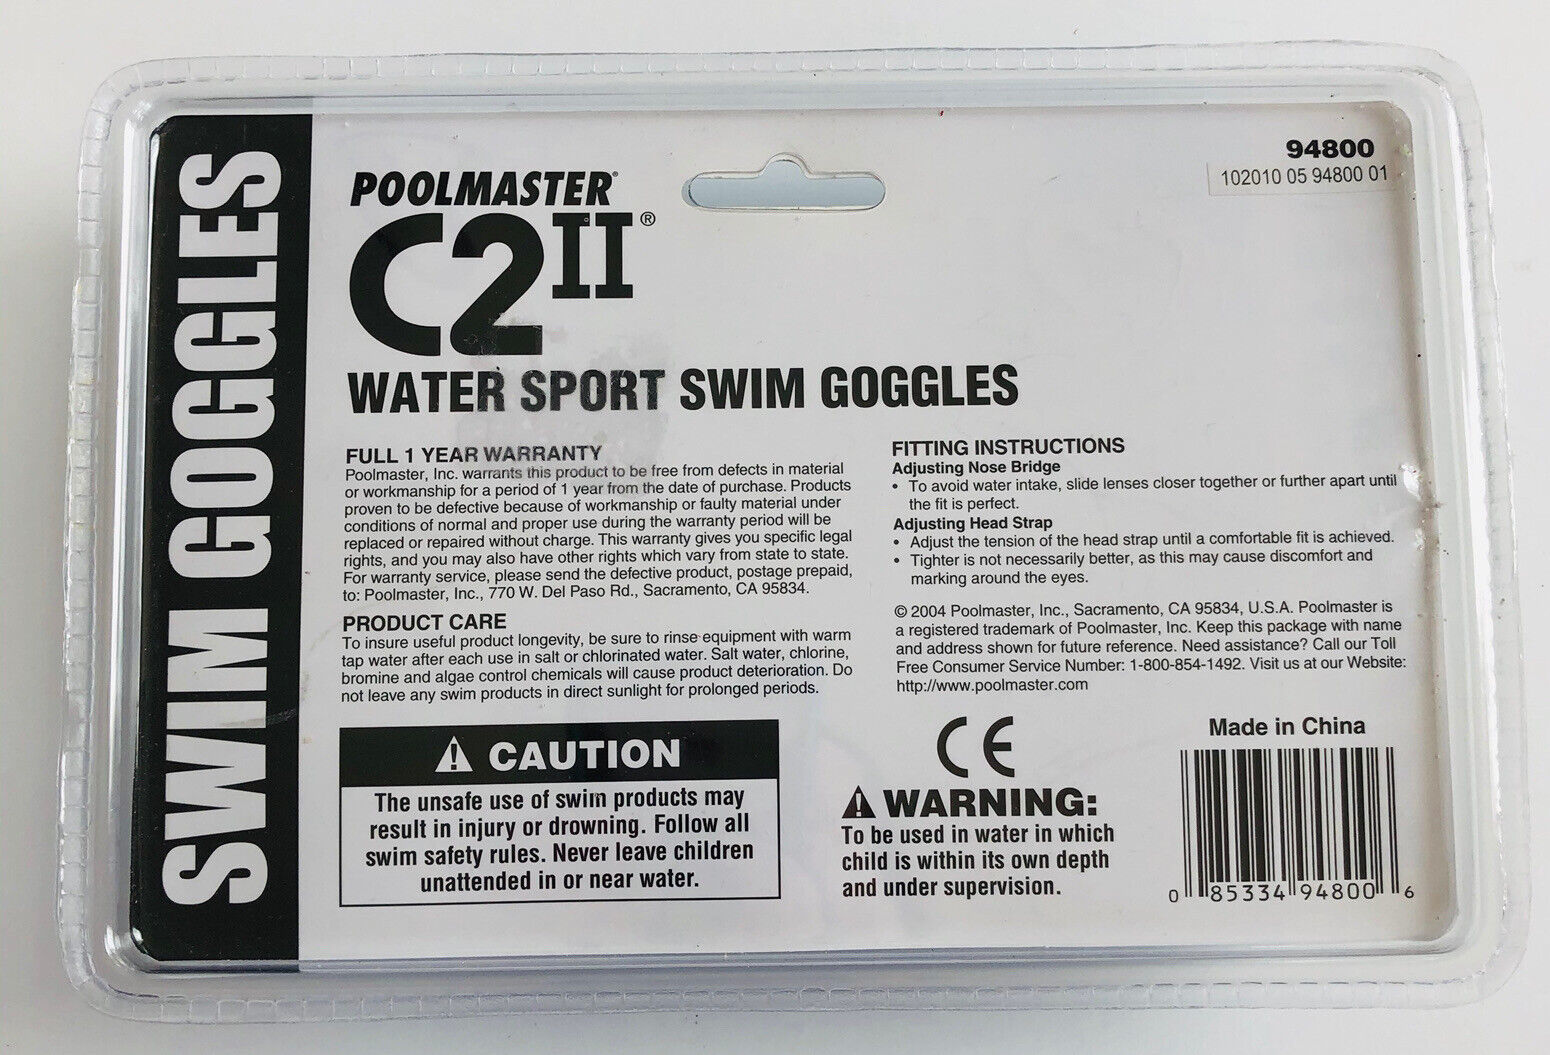 SWIM GOGGLES
POOLMASTER®
C2II®
WATER SPORT SWIM GOGGLES
94800
102010 05 94800 01
FULL 1 YEAR WARRANTY
Poolmaster, Inc. warrants this product to be free from defects in material
or workmanship for a period of 1 year from the date of purchase. Products
proven to be defective because of workmanship or faulty material under
conditions of normal and proper use during the warranty period will be
replaced or repaired without charge. This warranty gives you specific legal
rights, and you may also have other rights which vary from state to state.
For warranty service, please send the defective product, postage prepaid,
to: Poolmaster, Inc., 770 W. Del Paso Rd., Sacramento, CA 95834.
PRODUCT CARE
To insure useful product longevity, be sure to rinse equipment with warm
tap water after each use in salt or chlorinated water. Salt water, chlorine,
bromine and algae control chemicals will cause product deterioration. Do
not leave any swim products in direct sunlight for prolonged periods.
FITTING INSTRUCTIONS
Adjusting Nose Bridge
• To avoid water intake, slide lenses closer together or further apart until
the fit is perfect.
Adjusting Head Strap
• Adjust the tension of the head strap until a comfortable fit is achieved.
• Tighter is not necessarily better, as this may cause discomfort and
marking around the eyes.
© 2004 Poolmaster, Inc., Sacramento, CA 95834, U.S.A. Poolmaster is
a registered trademark of Poolmaster, Inc. Keep this package with name
and address shown for future reference. Need assistance? Call our Toll
Free Consumer Service Number: 1-800-854-1492. Visit us at our Website:
http://www.poolmaster.com
CAUTION
The unsafe use of swim products may
result in injury or drowning. Follow all
swim safety rules. Never leave children
unattended in or near water.
CE
WARNING:
To be used in water in which
child is within its own depth
and under supervision.
Made in China
0 85334 94800 6